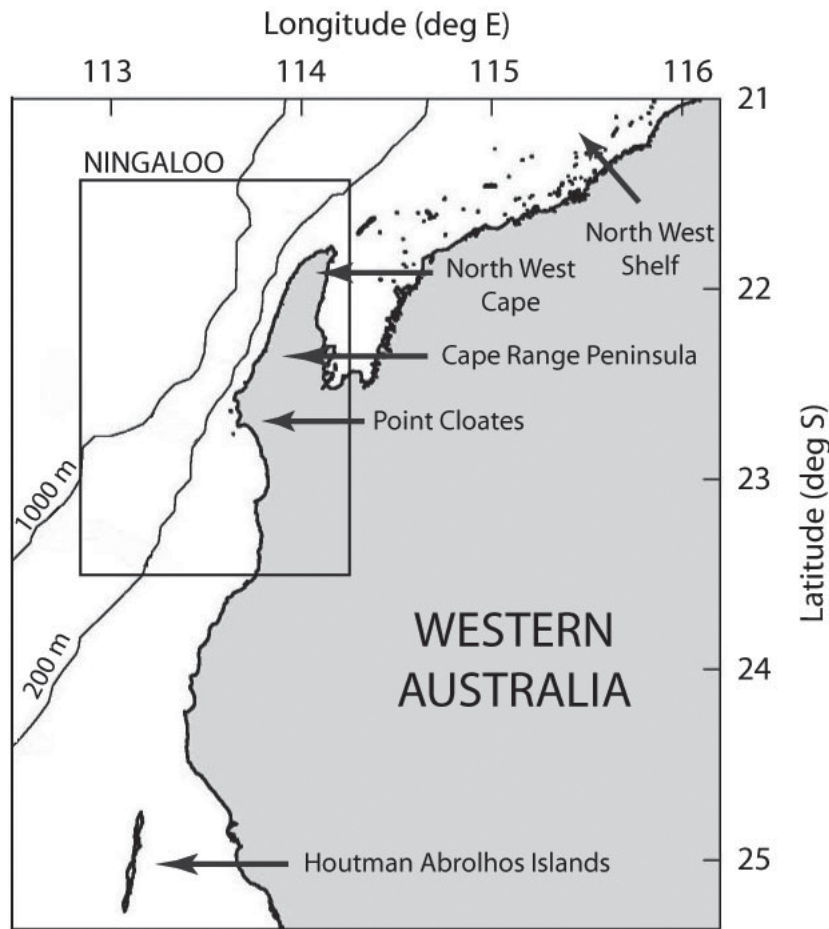 Longitude (deg E)
113 114 115 116
21
NINGALOO
North West
Shelf
North West
Cape
22
Cape Range Peninsula
Point Cloates
1000 m
23
Latitude (deg S)
WESTERN
AUSTRALIA
200 m
24
Houtman Abrolhos Islands
25